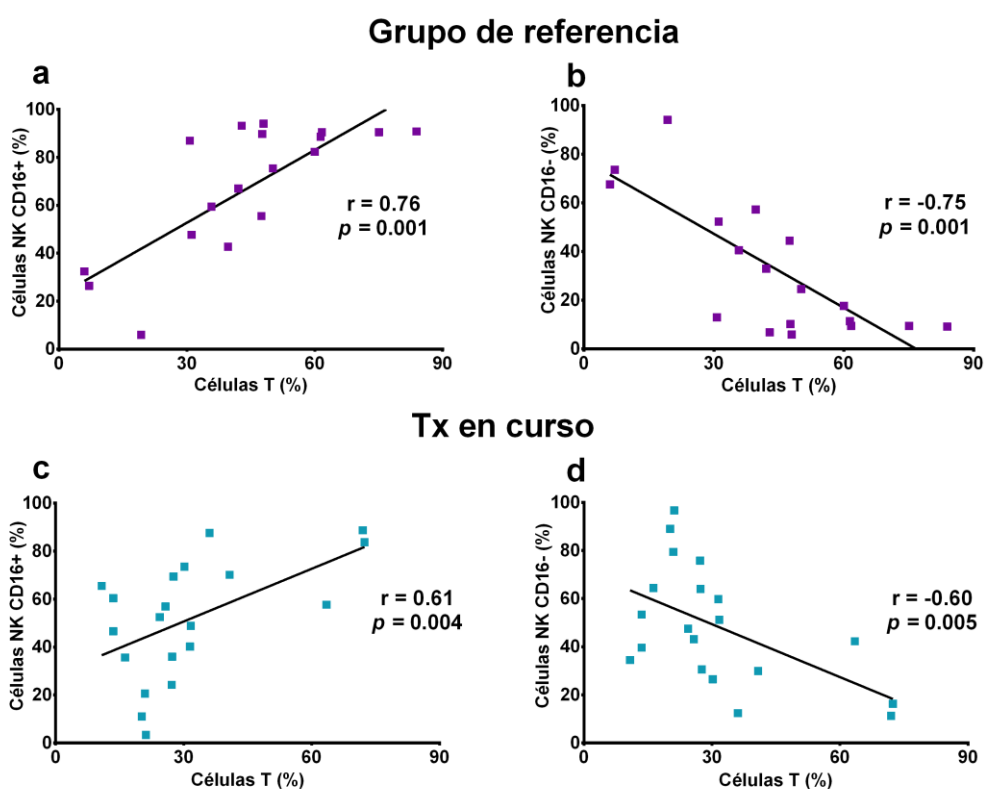 Grupo de referencia
a
b
Células NK CD16+ (%)
100
80
60
40
20
0
r = 0.76
p = 0.001
0
30
60
90
Células T (%)
Células NK CD16- (%)
100
80
60
40
20
0
r = -0.75
p = 0.001
0
30
60
90
Células T (%)
Tx en curso
c
d
Células NK CD16+ (%)
100
80
60
40
20
0
r = 0.61
p = 0.004
0
30
60
90
Células T (%)
Células NK CD16- (%)
100
80
60
40
20
0
r = -0.60
p = 0.005
0
30
60
90
Células T (%)